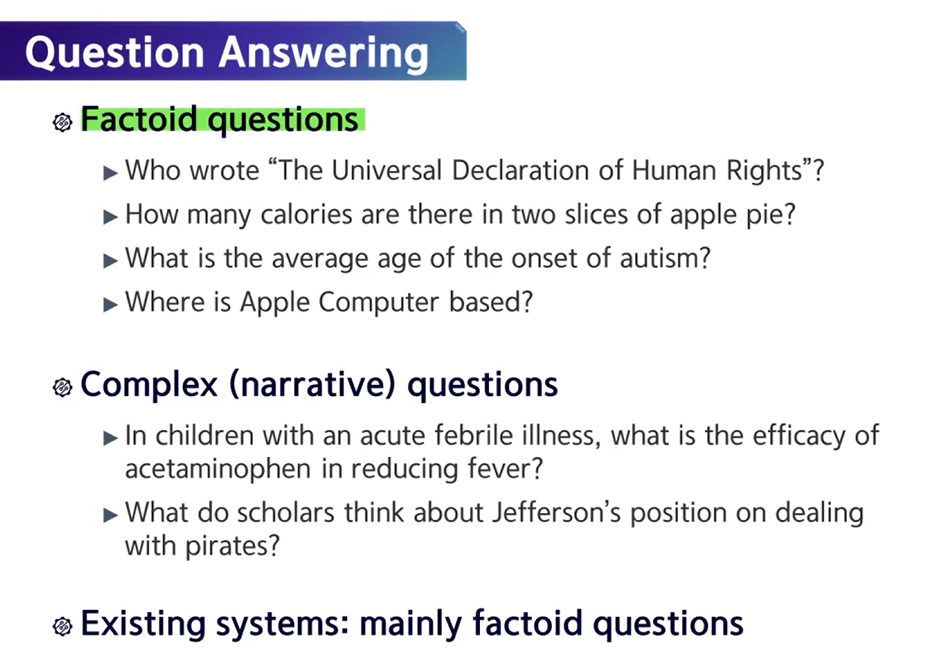 Question Answering
Factoid questions
Who wrote “The Universal Declaration of Human Rights”?
How many calories are there in two slices of apple pie?
What is the average age of the onset of autism?
Where is Apple Computer based?
Complex (narrative) questions
In children with an acute febrile illness, what is the efficacy of
acetaminophen in reducing fever?
What do scholars think about Jefferson’s position on dealing
with pirates?
Existing systems: mainly factoid questions